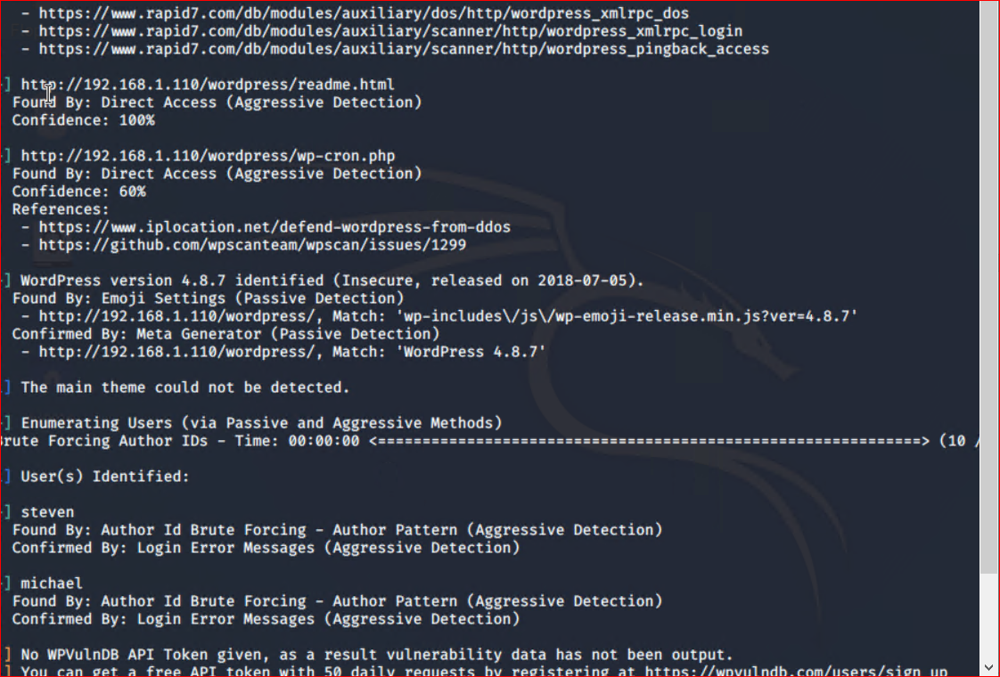 - https://www.rapid7.com/db/modules/auxiliary/dos/http/wordpress_xmlrpc_dos
- https://www.rapid7.com/db/modules/auxiliary/scanner/http/wordpress_xmlrpc_login
- https://www.rapid7.com/db/modules/auxiliary/scanner/http/wordpress_pingback_access
] http://192.168.1.110/wordpress/readme.html
Found By: Direct Access (Aggressive Detection)
Confidence: 100%
] http://192.168.1.110/wordpress/wp-cron.php
Found By: Direct Access (Aggressive Detection)
Confidence: 60%
References:
- https://www.iplocation.net/defend-wordpress-from-ddos
- https://github.com/wpscanteam/wpscan/issues/1299
] WordPress version 4.8.7 identified (Insecure, released on 2018-07-05).
Found By: Emoji Settings (Passive Detection)
- http://192.168.1.110/wordpress/, Match: 'wp-includes\/js\/wp-emoji-release.min.js?ver=4.8.7'
Confirmed By: Meta Generator (Passive Detection)
- http://192.168.1.110/wordpress/, Match: 'WordPress 4.8.7'
] The main theme could not be detected.
] Enumerating Users (via Passive and Aggressive Methods)
Brute Forcing Author IDs - Time: 00:00:00 <=============================================================> (10 /
] User(s) Identified:
] steven
Found By: Author Id Brute Forcing - Author Pattern (Aggressive Detection)
Confirmed By: Login Error Messages (Aggressive Detection)
] michael
Found By: Author Id Brute Forcing - Author Pattern (Aggressive Detection)
Confirmed By: Login Error Messages (Aggressive Detection)
] No WPVulnDB API Token given, as a result vulnerability data has not been output.
] You can get a free API token with 50 daily requests by registering at https://wpvulndb.com/users/sign_up